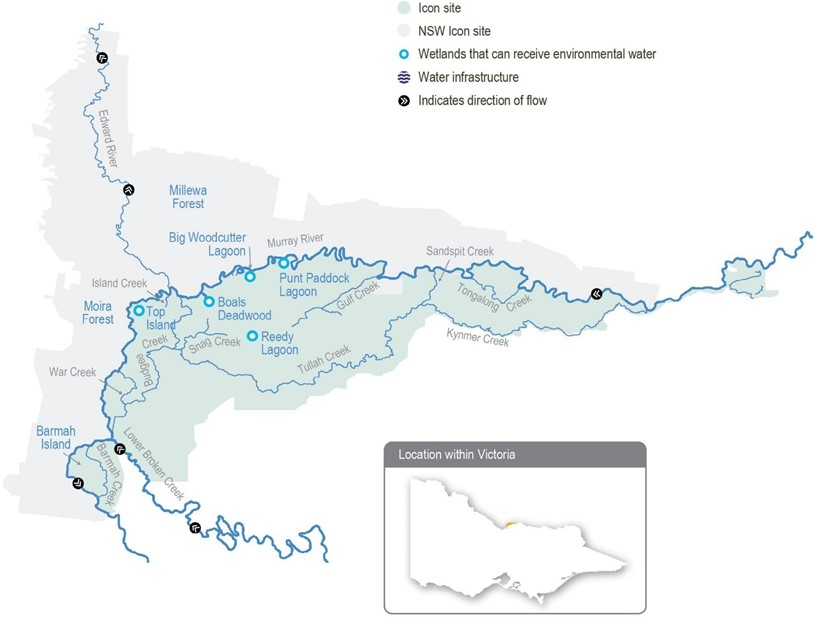 Icon site
NSW Icon site
Wetlands that can receive environmental water
Water infrastructure
Indicates direction of flow
Edward River
Millewa
Forest
Big Woodcutter
Lagoon
Murray River
Sandspit Creek
Island Creek
Punt Paddock
Lagoon
Gulf Creek
Tongalong
Creek
Moira
Forest
Top
Island
Boals
Deadwood
Reedy
Lagoon
Kynmer Creek
Creek
Budgee
Snag Creek
Tullah Creek
War Creek
Barmah
Island
Barmah Creek
Lower Broken Creek
Location within Victoria